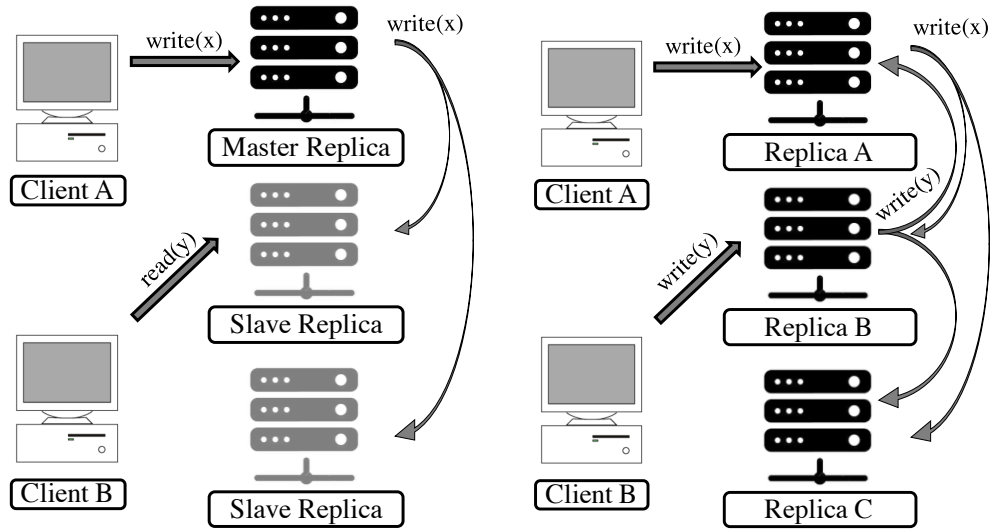 write(x)
write(x)
Master Replica
Client A
read(y)
Slave Replica
Client B
Slave Replica
write(x)
write(x)
Replica A
Client A
write(y)
write(y)
Replica B
Client B
Replica C